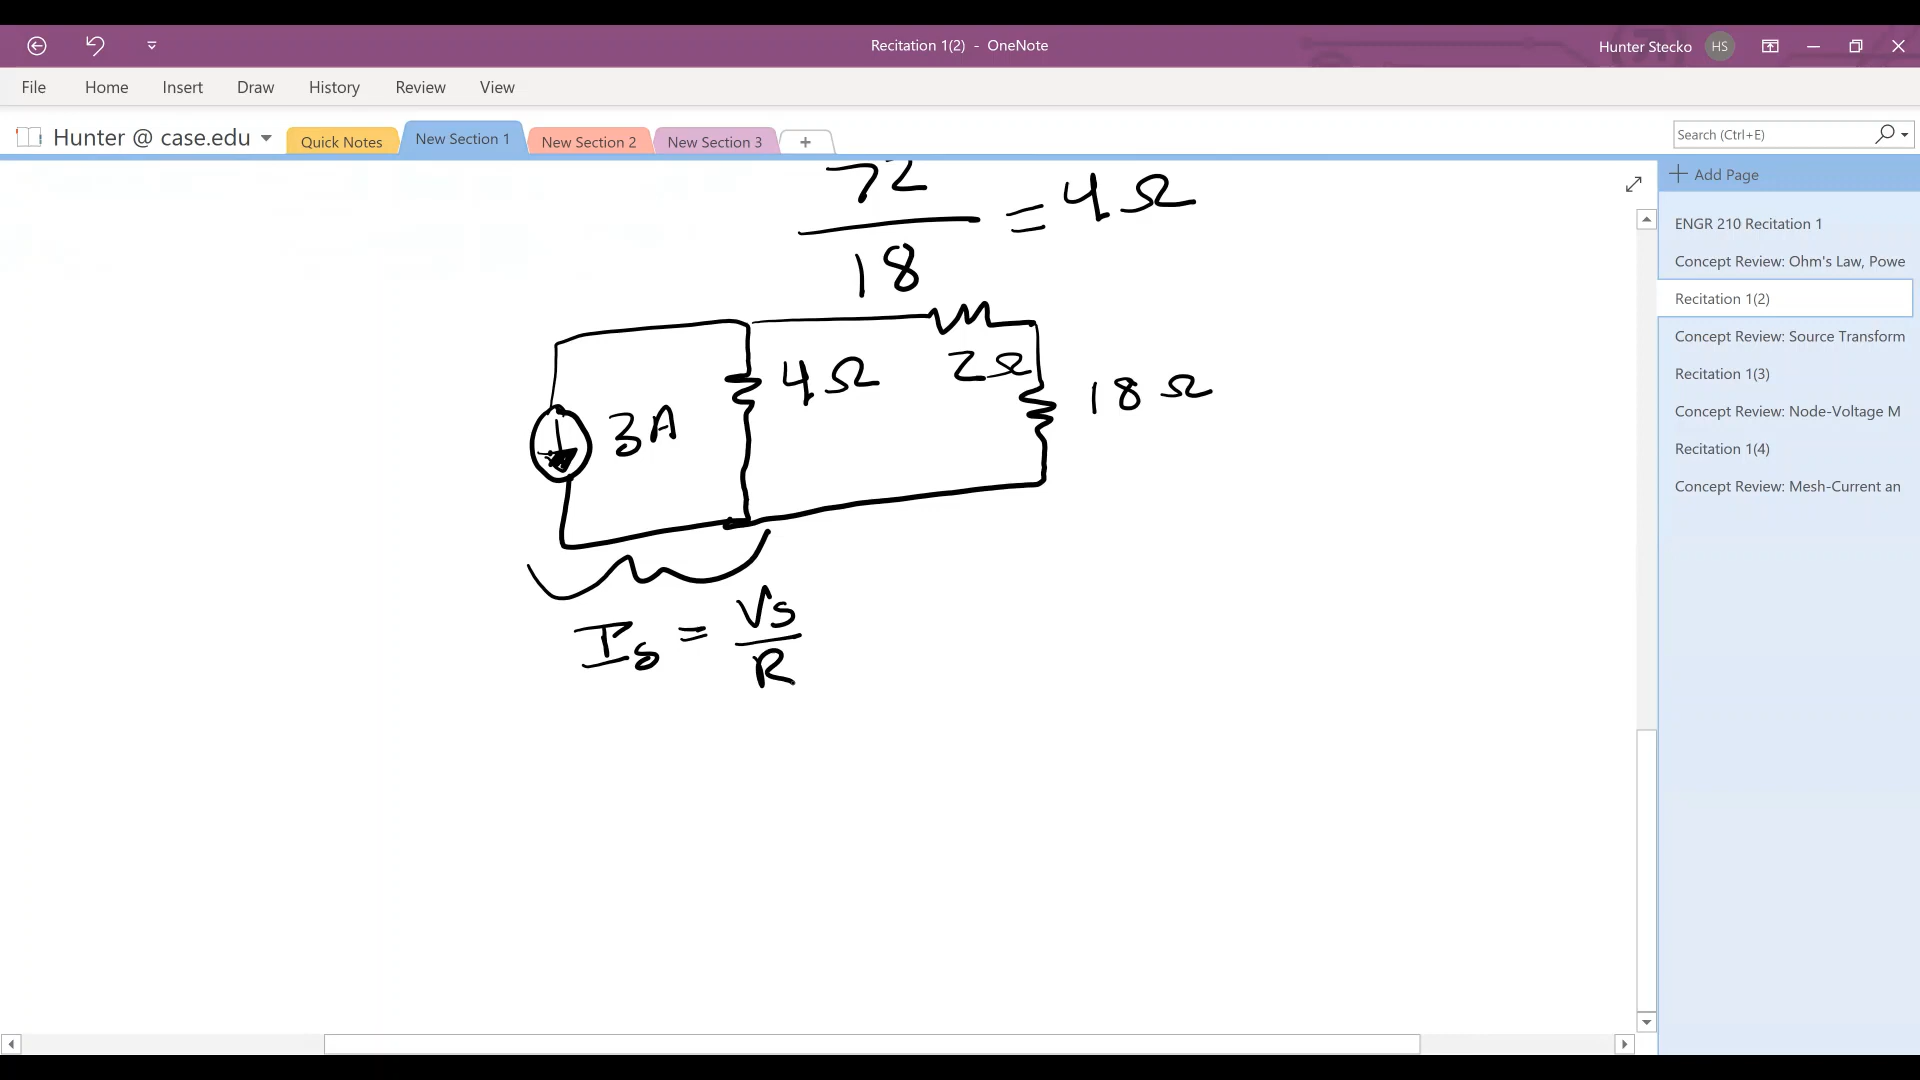 Recitation 1(2) - OneNote
Hunter Stecko HS
File Home Insert Draw History Review View
Hunter @ case.edu Quick Notes New Section 1 New Section 2 New Section 3 +
Search (Ctrl+E)
Add Page
ENGR 210 Recitation 1
Concept Review: Ohm's Law, Powe
Recitation 1(2)
Concept Review: Source Transform
Recitation 1(3)
Concept Review: Node-Voltage M
Recitation 1(4)
Concept Review: Mesh-Current an
72
= 4Ω
18
4Ω 2Ω 18Ω
3A
Is = Vs
R